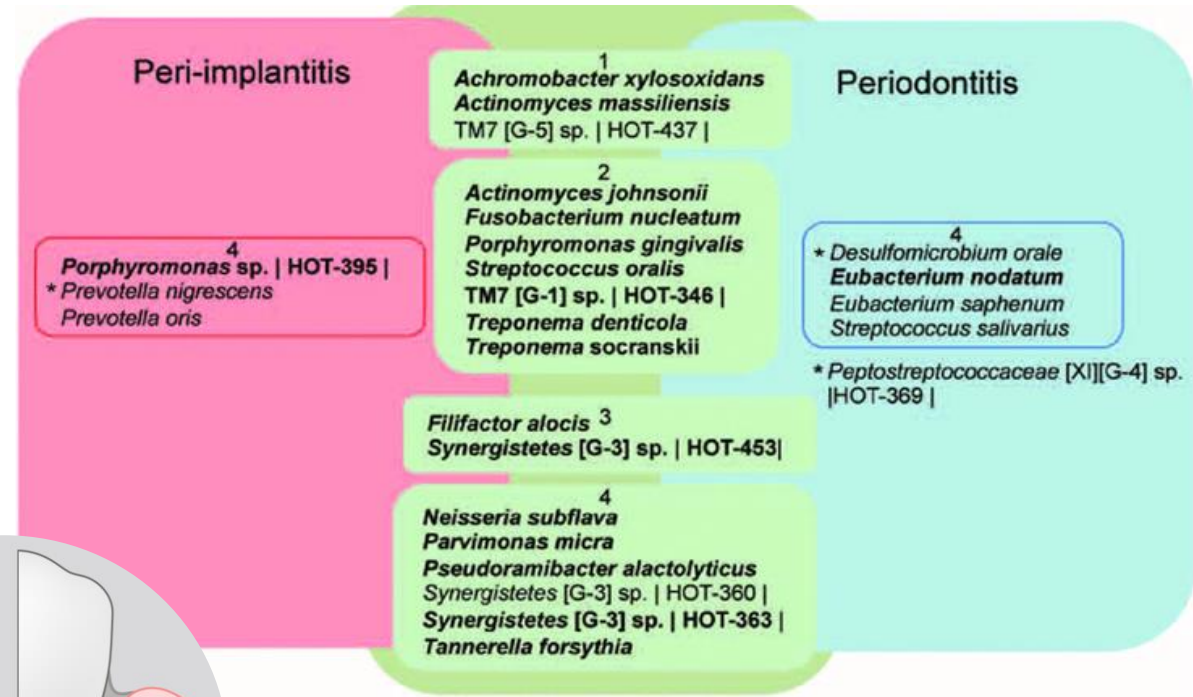 Peri-implantitis
4
Porphyromonas sp. | HOT-395 |
* Prevotella nigrescens
Prevotella oris
1
Achromobacter xylosoxidans
Actinomyces massiliensis
TM7 [G-5] sp. | HOT-437 |
2
Actinomyces johnsonii
Fusobacterium nucleatum
Porphyromonas gingivalis
Streptococcus oralis
TM7 [G-1] sp. | HOT-346 |
Treponema denticola
Treponema socranskii
Filifactor alocis 3
Synergistetes [G-3] sp. | HOT-453|
4
Neisseria subflava
Parvimonas micra
Pseudoramibacter alactolyticus
Synergistetes [G-3] sp. | HOT-360 |
Synergistetes [G-3] sp. | HOT-363 |
Tannerella forsythia
Periodontitis
4
* Desulfomicrobium orale
Eubacterium nodatum
Eubacterium saphenum
Streptococcus salivarius
* Peptostreptococcaceae [XI][G-4] sp.
|HOT-369 |